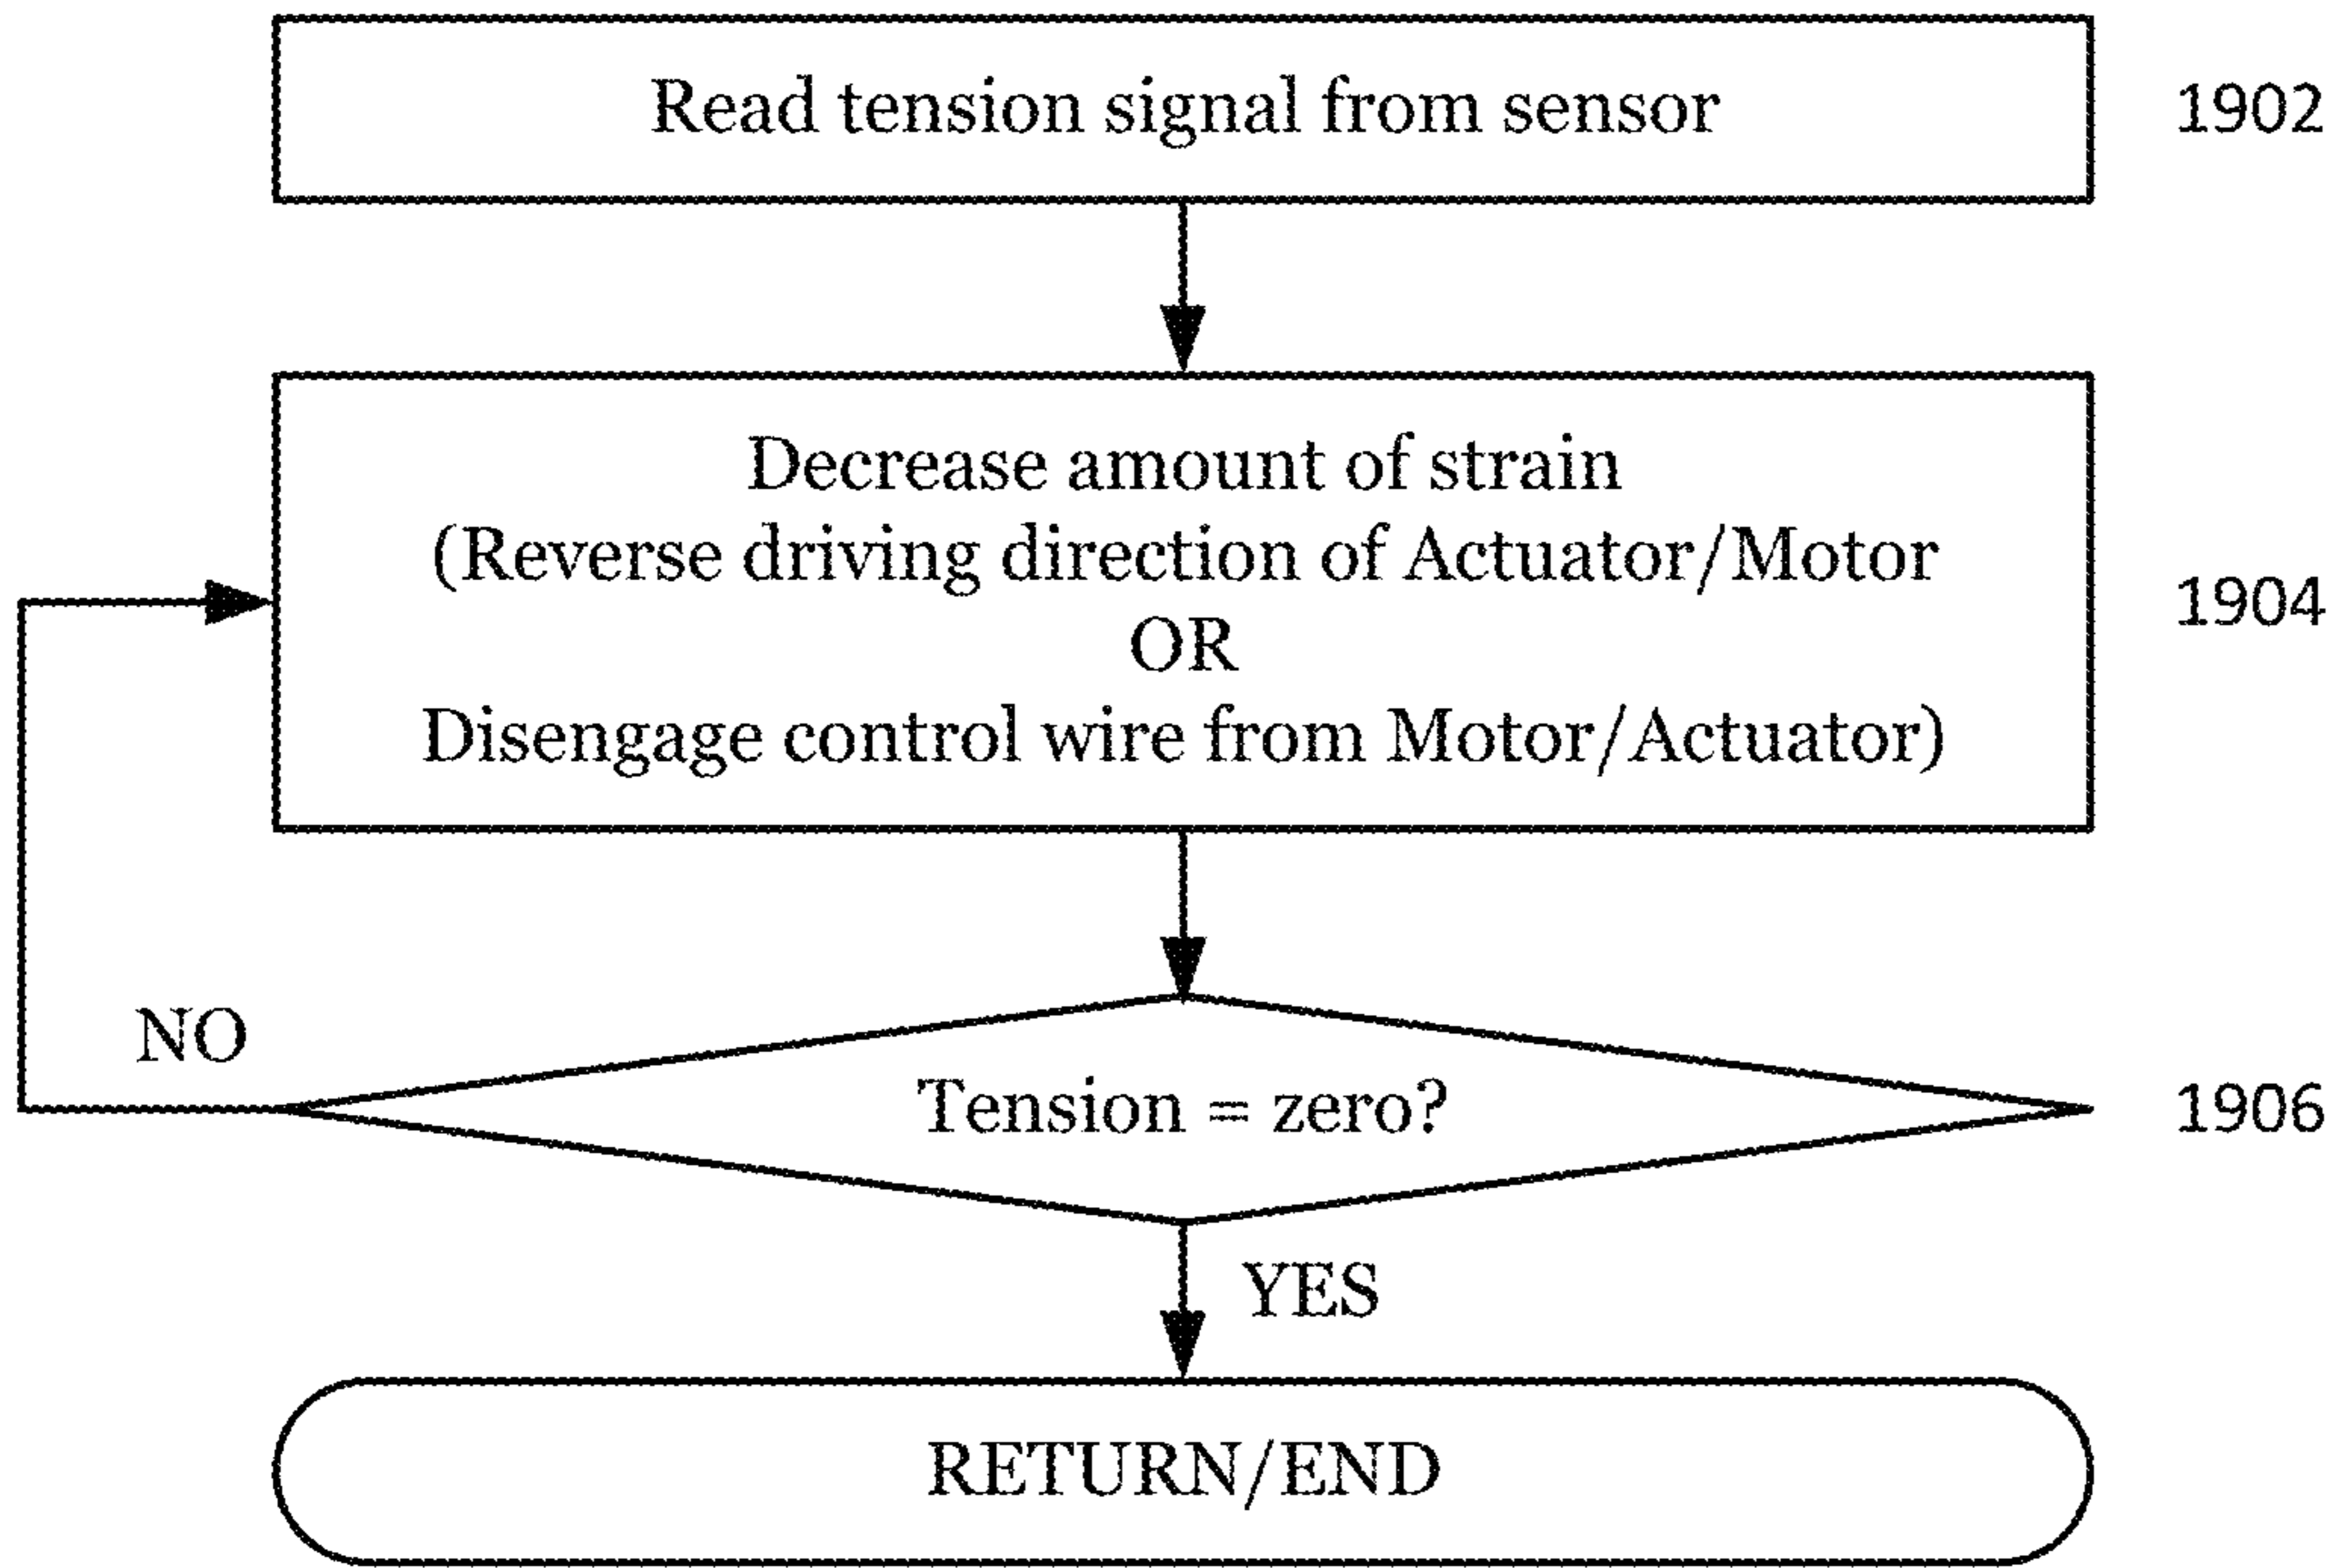 Read tension signal from sensor
1902
Decrease amount of strain
(Reverse driving direction of Actuator/Motor
OR
Disengage control wire from Motor/Actuator)
1904
NO
Tension = zero?
1906
YES
RETURN/END